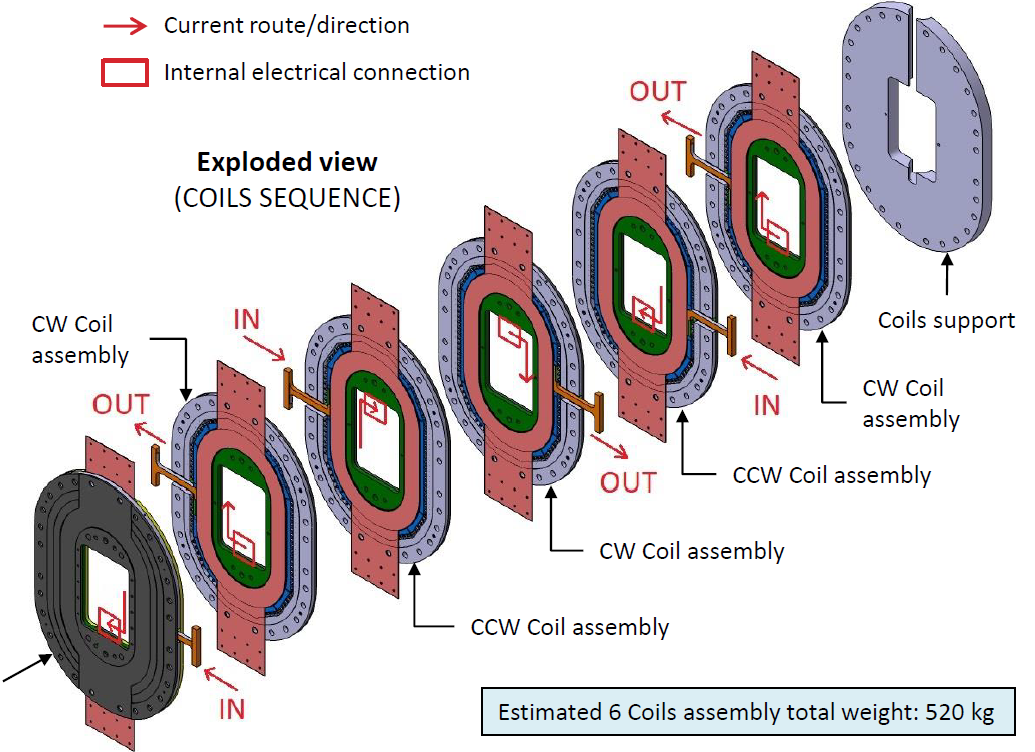 Current route/direction
Internal electrical connection
Exploded view
(COILS SEQUENCE)
OUT
Coils support
IN
CW Coil
assembly
OUT
CW Coil
assembly
IN
CCW Coil assembly
OUT
CW Coil assembly
CCW Coil assembly
IN
Estimated 6 Coils assembly total weight: 520 kg